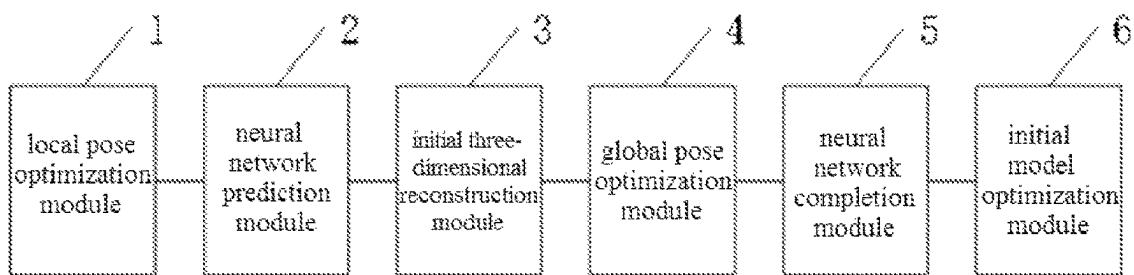 1 2 3 4 5 6
local pose
optimization
module
neural
network
prediction
module
initial three-
dimensional
reconstruction
module
global pose
optimization
module
neural
network
completion
module
initial
model
optimization
module